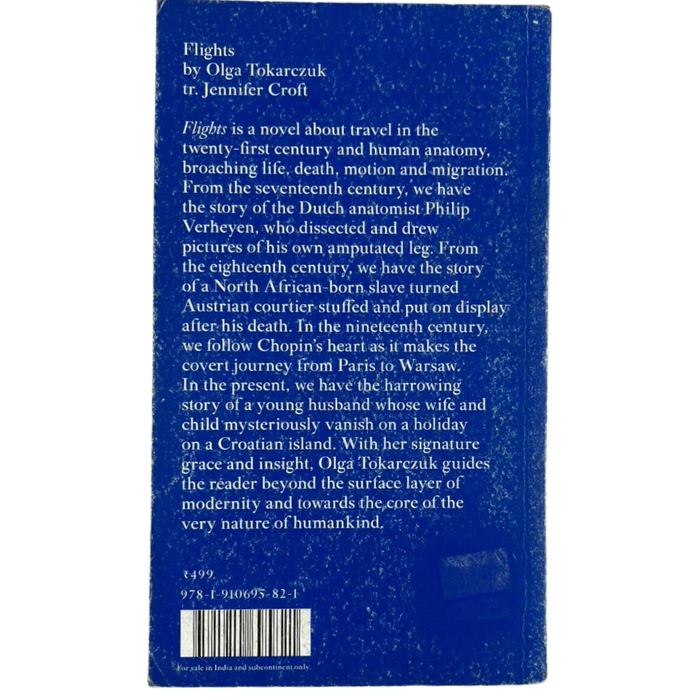 Flights
by Olga Tokarczuk
tr. Jennifer Croft
Flights is a novel about travel in the
twenty-first century and human anatomy,
broaching life, death, motion and migration.
From the seventeenth century, we have
the story of the Dutch anatomist Philip
Verheyen, who dissected and drew
pictures of his own amputated leg. From
the eighteenth century, we have the story
of a North African-born slave turned
Austrian courtier stuffed and put on display
after his death. In the nineteenth century,
we follow Chopin's heart as it makes the
covert journey from Paris to Warsaw.
In the present, we have the harrowing
story of a young husband whose wife and
child mysteriously vanish on a holiday
on a Croatian island. With her signature
grace and insight, Olga Tokarczuk guides
the reader beyond the surface layer of
modernity and towards the core of the
very nature of humankind.
₹499
978-1-910695-82-1
For sale in India and subcontinent only.